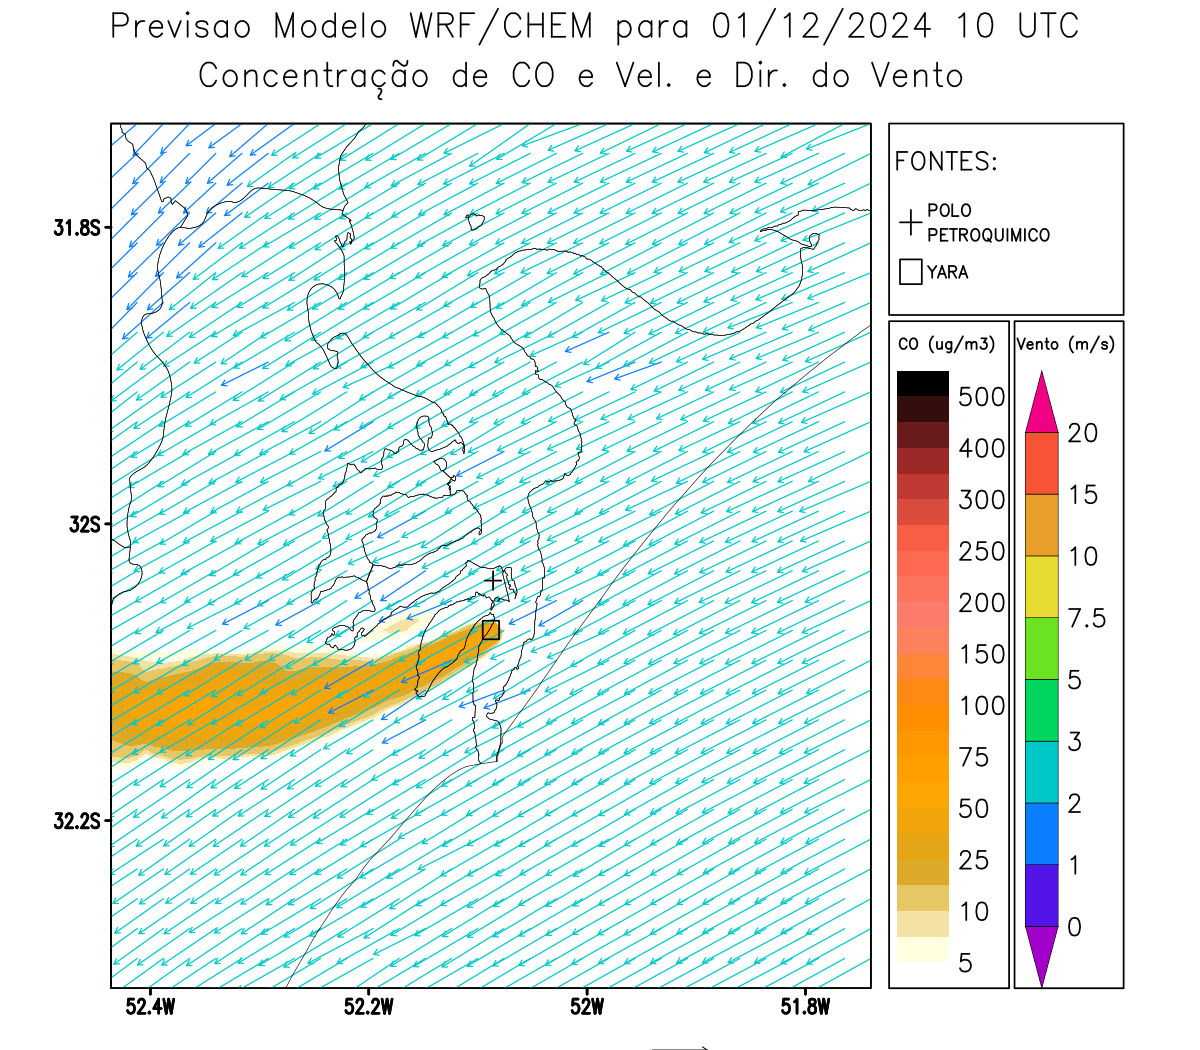 Previsao Modelo WRF/CHEM para 01/12/2024 10 UTC
Concentração de CO e Vel. e Dir. do Vento
FONTES:
POLO
PETROQUIMICO
YARA
31.8S
32S
32.2S
52.4W
52.2W
52W
51.8W
CO (ug/m3)
500
400
300
250
200
150
100
75
50
25
10
5
Vento (m/s)
20
15
10
7.5
5
3
2
1
0